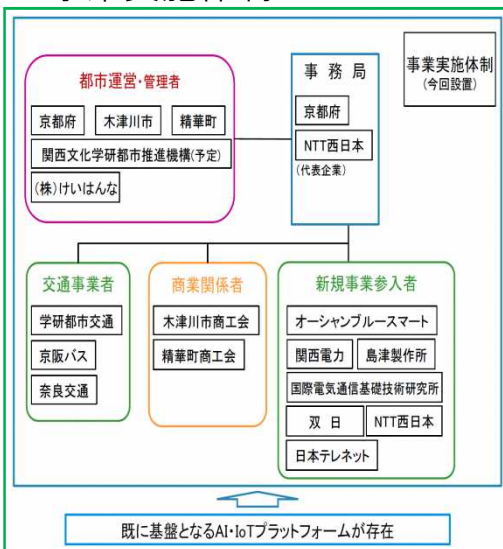 都市運営・管理者
京都府 木津川市 精華町
関西文化学研都市推進機構(予定)
(株)けいはんな
事務局
京都府
NTT西日本
(代表企業)
事業実施体制
(今回設置)
交通事業者
学研都市交通
京阪バス
奈良交通
商業関係者
木津川市商工会
精華町商工会
新規事業参入者
オーシャンブルースマート
関西電力 島津製作所
国際電気通信基礎技術研究所
双日 NTT西日本
日本テレネット
既に基盤となるAI・IoTプラットフォームが存在